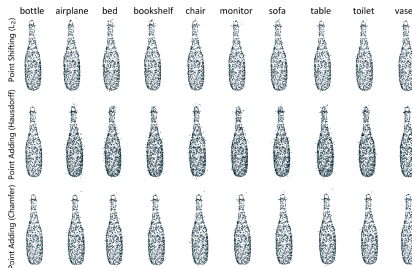 bottle airplane bed bookshelf chair monitor sofa table toilet vase
Point Shifting (L₂)
Point Adding (Hausdorff)
Point Adding (Chamfer)